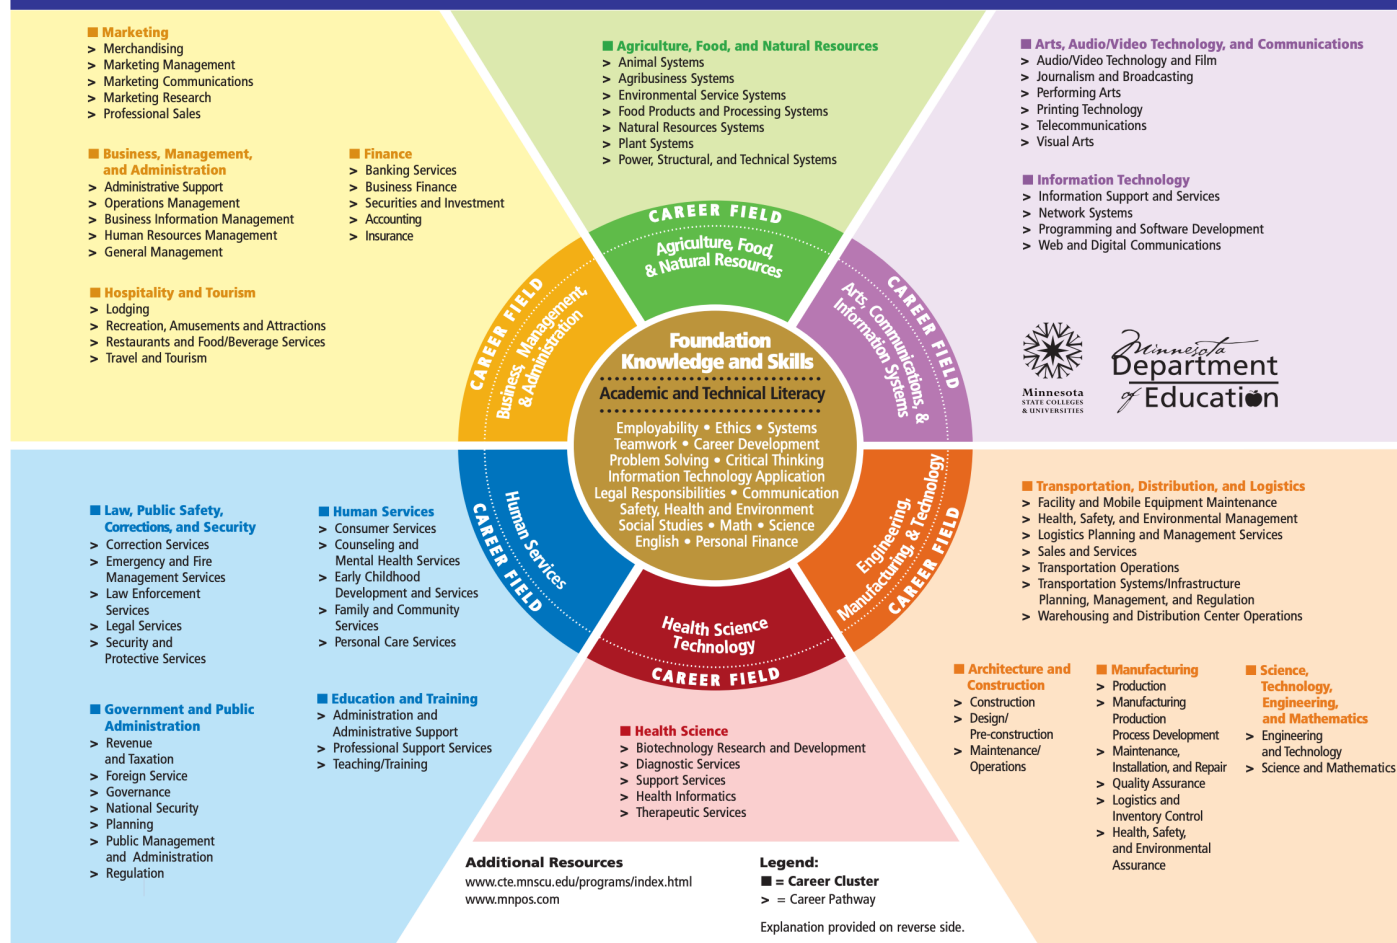 ■ Marketing
> Merchandising
> Marketing Management
> Marketing Communications
> Marketing Research
> Professional Sales
■ Business, Management,
and Administration
> Administrative Support
> Operations Management
> Business Information Management
> Human Resources Management
> General Management
■ Finance
> Banking Services
> Business Finance
> Securities and Investment
> Accounting
> Insurance
■ Hospitality and Tourism
> Lodging
> Recreation, Amusements and Attractions
> Restaurants and Food/Beverage Services
> Travel and Tourism
■ Agriculture, Food, and Natural Resources
> Animal Systems
> Agribusiness Systems
> Environmental Service Systems
> Food Products and Processing Systems
> Natural Resources Systems
> Plant Systems
> Power, Structural, and Technical Systems
■ Arts, Audio/Video Technology, and Communications
> Audio/Video Technology and Film
> Journalism and Broadcasting
> Performing Arts
> Printing Technology
> Telecommunications
> Visual Arts
■ Information Technology
> Information Support and Services
> Network Systems
> Programming and Software Development
> Web and Digital Communications
Minnesota
STATE COLLEGES
& UNIVERSITIES
Minnesota
Department
of Education
CAREER FIELD
Business, Management,
& Administration
CAREER FIELD
Agriculture, Food,
& Natural Resources
CAREER FIELD
Arts, Communications, &
Information Systems
Foundation
Knowledge and Skills
Academic and Technical Literacy
Employability • Ethics • Systems
Teamwork • Career Development
Problem Solving • Critical Thinking
Information Technology Application
Legal Responsibilities • Communication
Safety, Health and Environment
Social Studies • Math • Science
English • Personal Finance
Human Services
CAREER FIELD
Health Science
Technology
CAREER FIELD
Engineering,
Manufacturing, & Technology
CAREER FIELD
■ Law, Public Safety,
Corrections, and Security
> Correction Services
> Emergency and Fire
Management Services
> Law Enforcement
Services
> Legal Services
> Security and
Protective Services
■ Human Services
> Consumer Services
> Counseling and
Mental Health Services
> Early Childhood
Development and Services
> Family and Community
Services
> Personal Care Services
■ Government and Public
Administration
> Revenue
and Taxation
> Foreign Service
> Governance
> National Security
> Planning
> Public Management
and Administration
> Regulation
■ Education and Training
> Administration and
Administrative Support
> Professional Support Services
> Teaching/Training
■ Health Science
> Biotechnology Research and Development
> Diagnostic Services
> Support Services
> Health Informatics
> Therapeutic Services
■ Transportation, Distribution, and Logistics
> Facility and Mobile Equipment Maintenance
> Health, Safety, and Environmental Management
> Logistics Planning and Management Services
> Sales and Services
> Transportation Operations
> Transportation Systems/Infrastructure
Planning, Management, and Regulation
> Warehousing and Distribution Center Operations
■ Architecture and
Construction
> Construction
> Design/
Pre-construction
> Maintenance/
Operations
■ Manufacturing
> Production
> Manufacturing
Production
Process Development
> Maintenance,
Installation, and Repair
> Quality Assurance
> Logistics and
Inventory Control
> Health, Safety,
and Environmental
Assurance
■ Science,
Technology,
Engineering,
and Mathematics
> Engineering
and Technology
> Science and Mathematics
Additional Resources
www.cte.mnscu.edu/programs/index.html
www.mnpos.com
Legend:
■ = Career Cluster
> = Career Pathway
Explanation provided on reverse side.